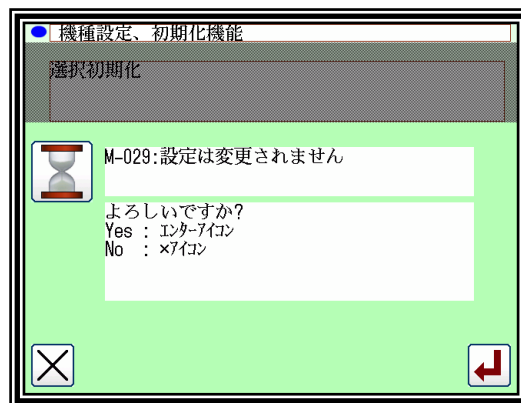 機種設定、初期化機能
選択初期化
M-029:設定は変更されません
よろしいですか?
Yes : ｴﾝﾀｰｱｲｺﾝ
No : ×ｱｲｺﾝ